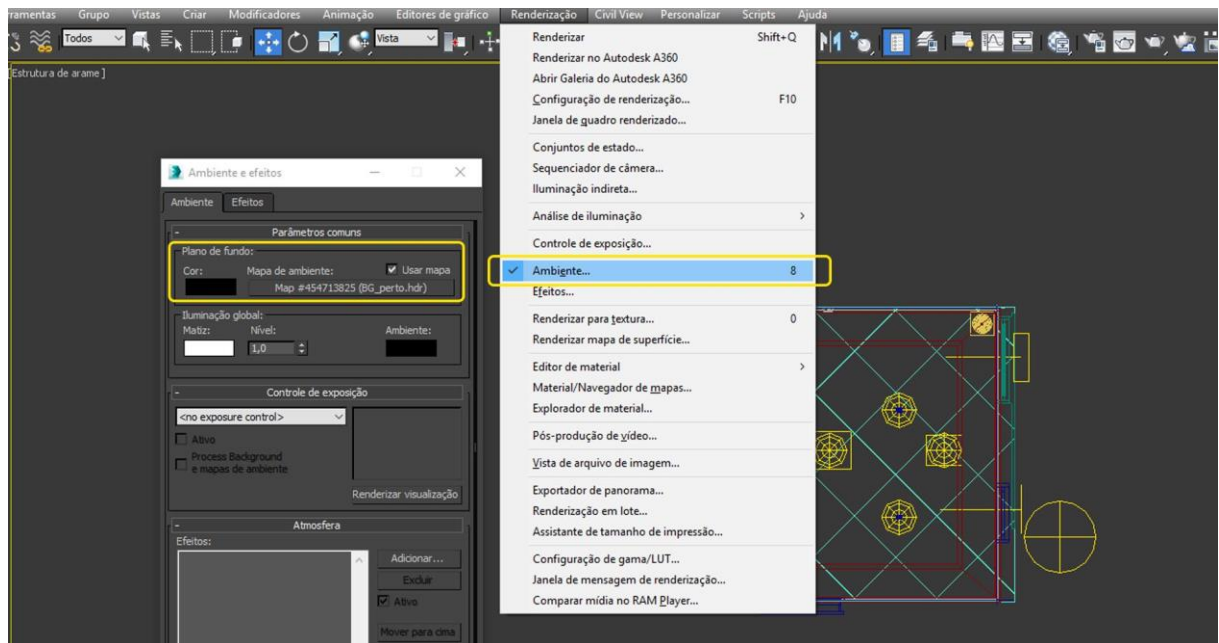 ramentas Grupo Vistas Criar Modificadores Animação Editores de gráfico Renderização Civil View Personalizar Scripts Ajuda
Todos
Vista
[Estrutura de arame ]
Renderizar Shift+Q
Renderizar no Autodesk A360
Abrir Galeria do Autodesk A360
Configuração de renderização... F10
Janela de quadro renderizado...
Conjuntos de estado...
Sequenciador de câmera...
Iluminação indireta...
Análise de iluminação >
Controle de exposição...
Ambiente... 8
Efeitos...
Renderizar para textura... 0
Renderizar mapa de superfície...
Editor de material >
Material/Navegador de mapas...
Explorador de material...
Pós-produção de vídeo...
Vista de arquivo de imagem...
Exportador de panorama...
Renderização em lote...
Assistante de tamanho de impressão...
Configuração de gama/LUT...
Janela de mensagem de renderização...
Comparar mídia no RAM Player...
Ambiente e efeitos
Ambiente Efeitos
Parâmetros comuns
Plano de fundo:
Cor: Mapa de ambiente: Usar mapa
Map #454713825 (BG_perto.hdr)
Iluminação global:
Matiz: Nível: Ambiente:
1,0
Controle de exposição
<no exposure control>
Ativo
Process Background
e mapas de ambiente
Renderizar visualização
Atmosfera
Efeitos:
Adicionar...
Excluir
Ativo
Mover para cima